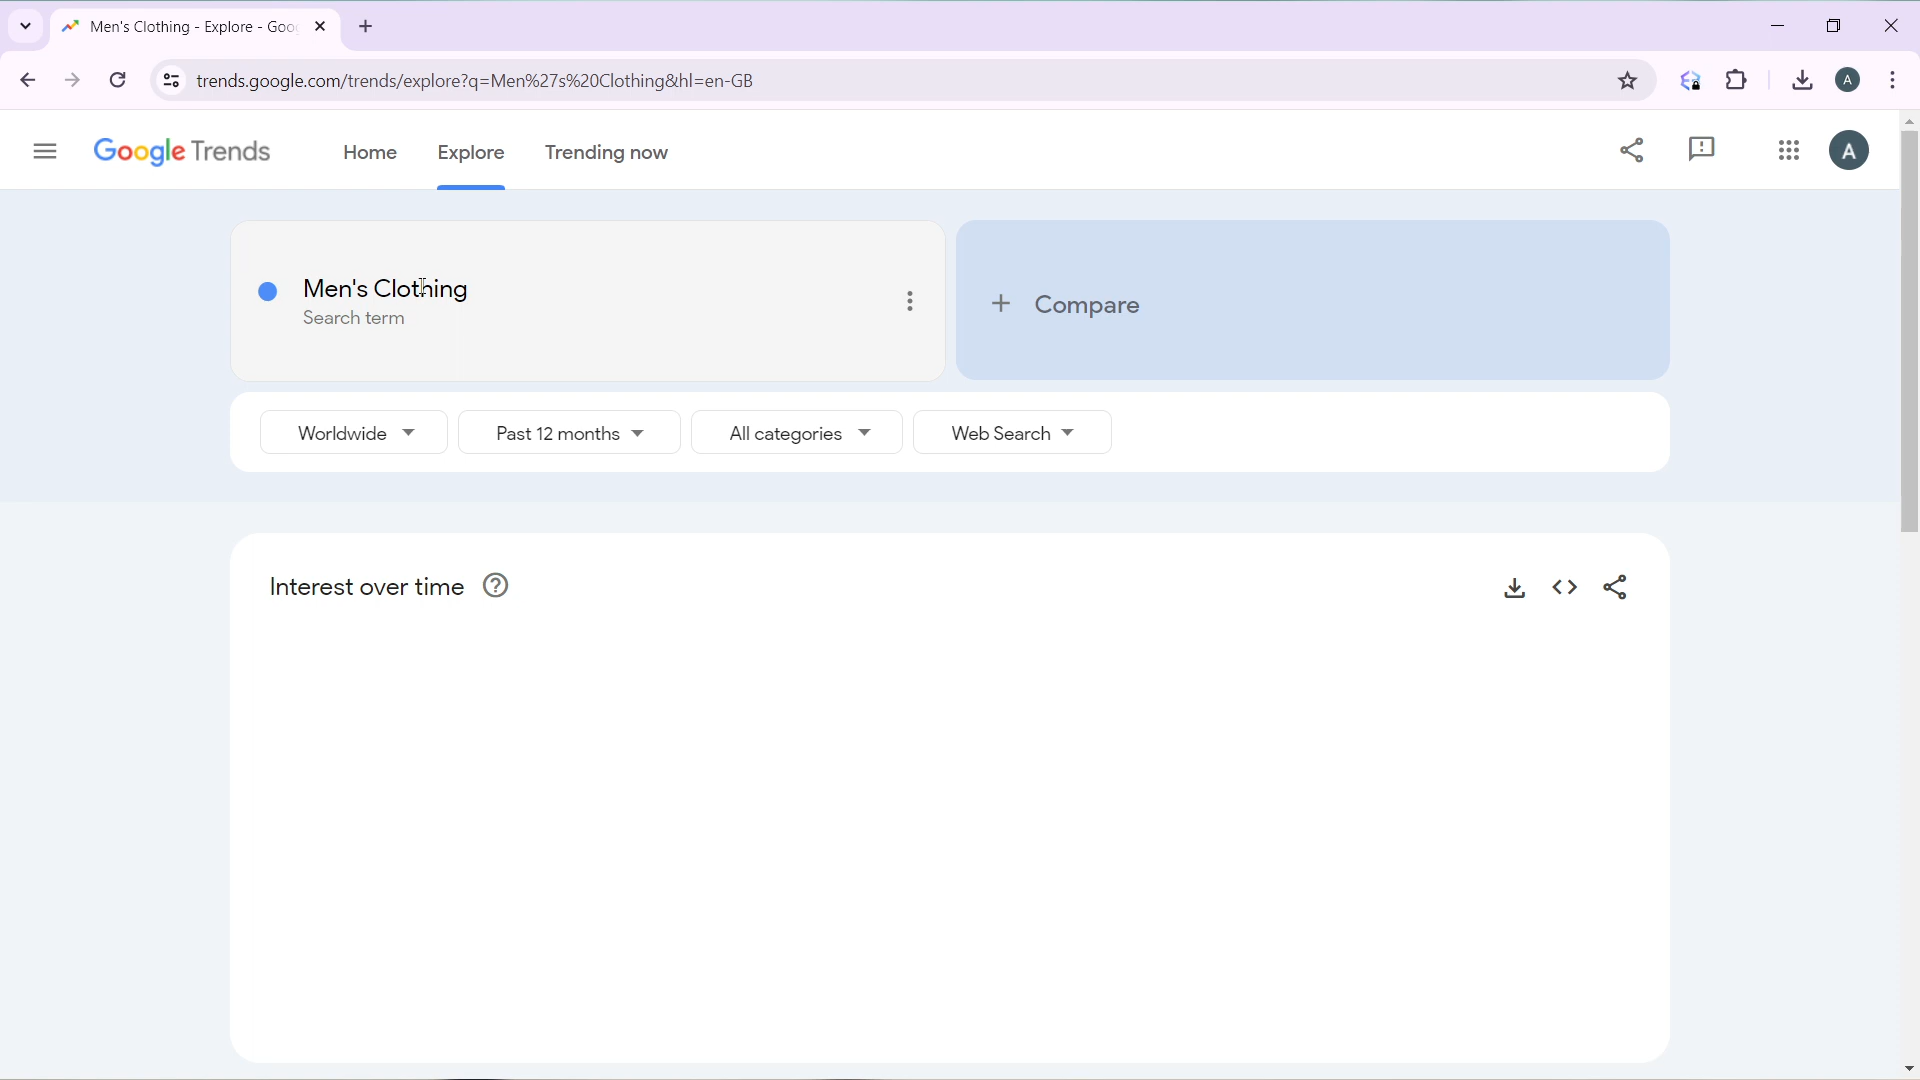 Men's Clothing - Explore - Goo
trends.google.com/trends/explore?q=Men%27s%20Clothing&hl=en-GB
A
Google Trends
Home
Explore
Trending now
A
Men's Clothing
Search term
+ Compare
Worldwide
Past 12 months
All categories
Web Search
Interest over time